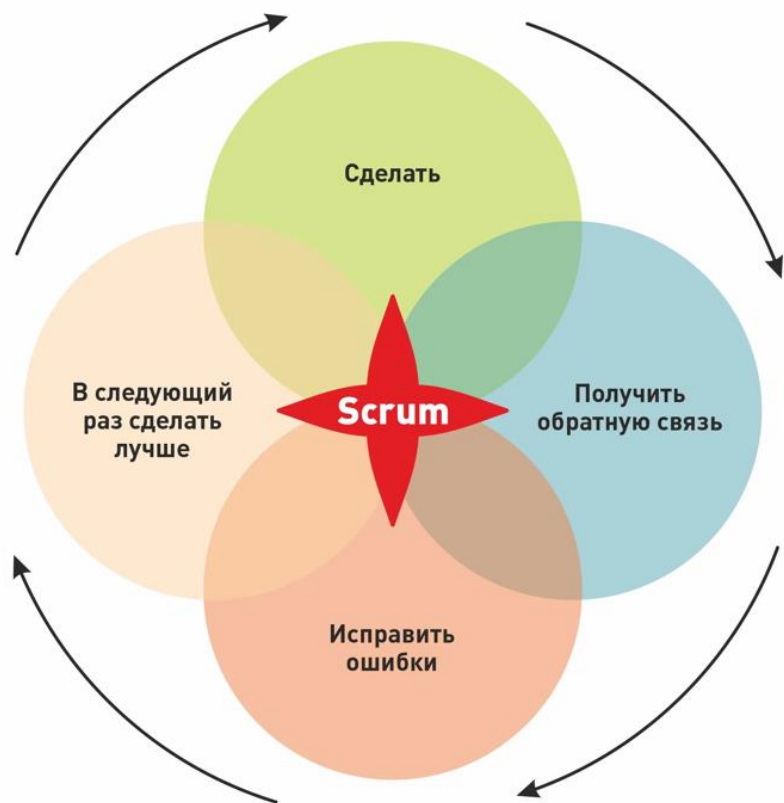 Сделать
Получить
обратную связь
Исправить
ошибки
В следующий
раз сделать
лучше
Scrum